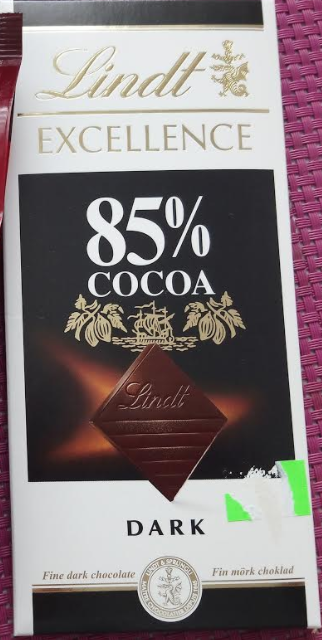 Lindt
EXCELLENCE
85%
COCOA
Lindt
DARK
Fine dark chocolate
Fin mörk choklad